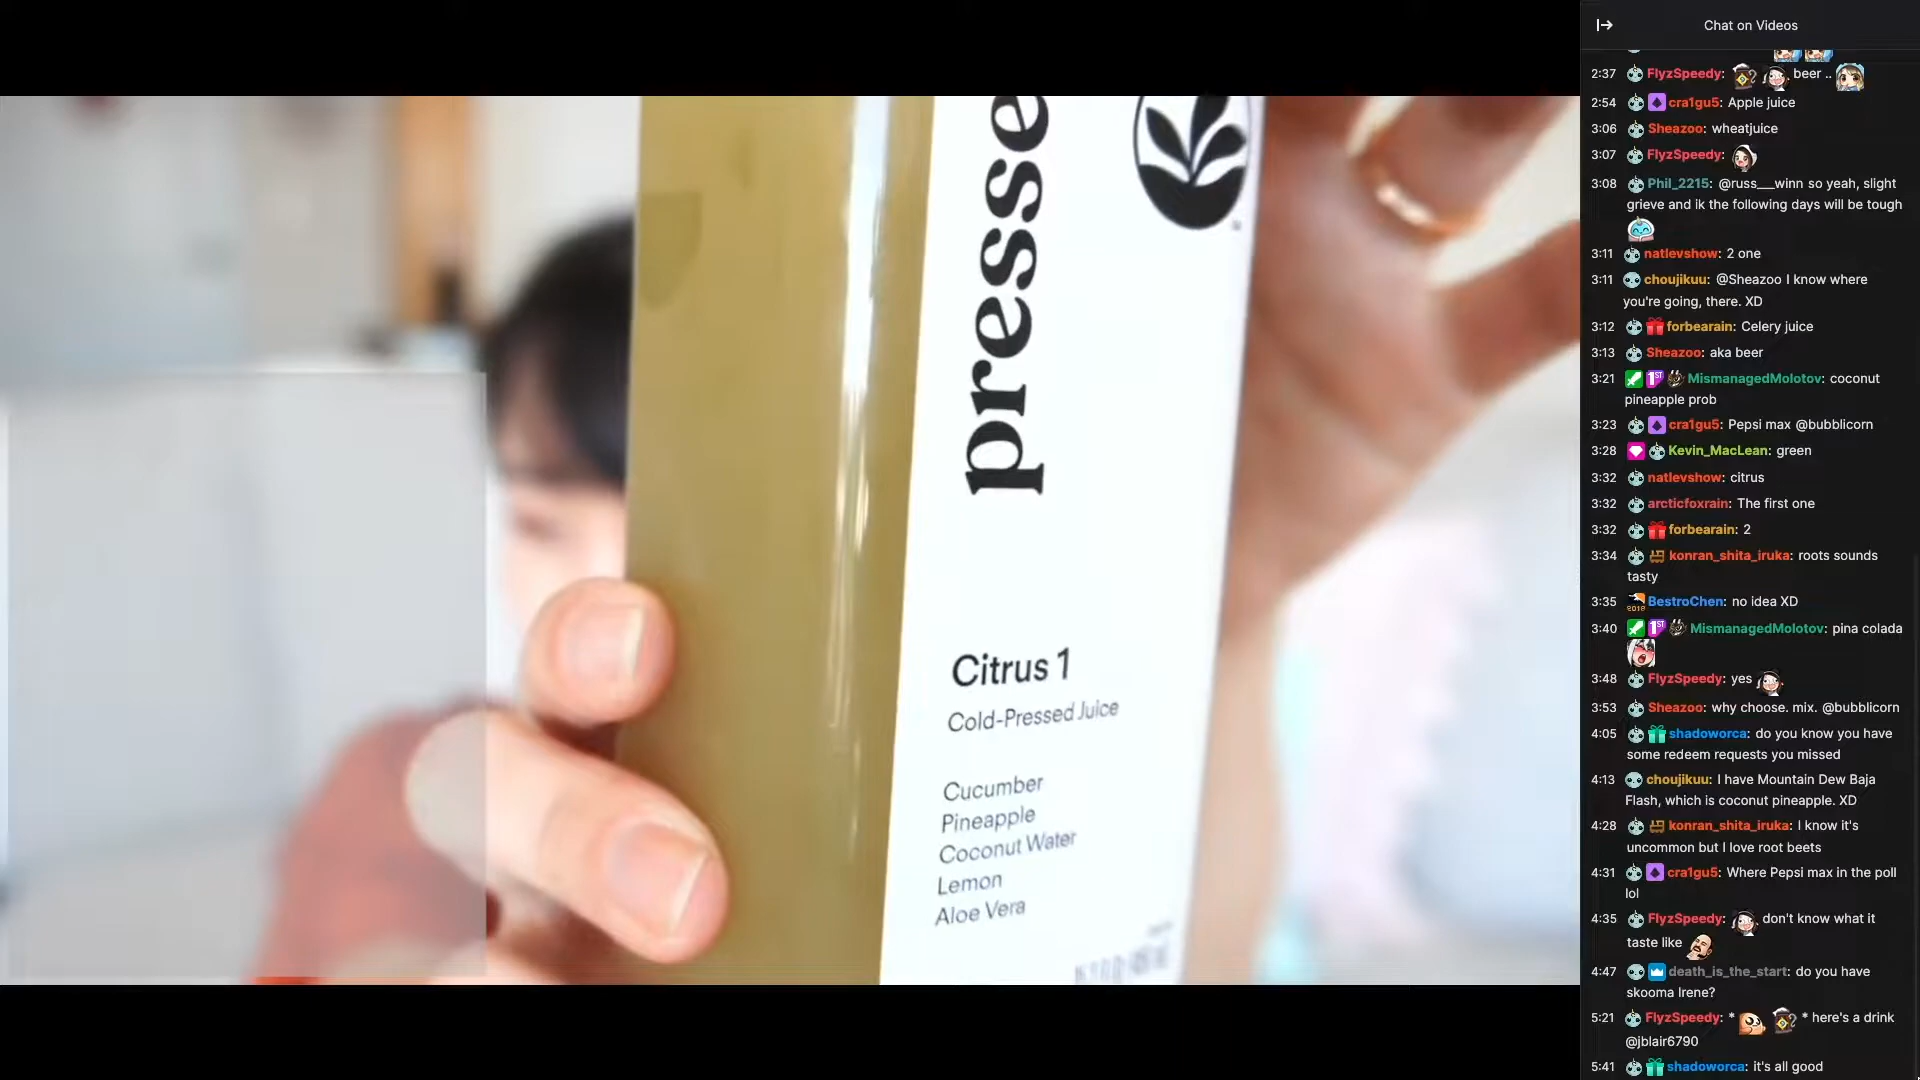 presse
Citrus 1
Cold-Pressed Juice
Cucumber
Pineapple
Coconut Water
Lemon
Aloe Vera
Chat on Videos
2:37 FlyzSpeedy: beer ..
2:54 cra1gu5: Apple juice
3:06 Sheazoo: wheatjuice
3:07 FlyzSpeedy:
3:08 Phil_2215: @russ___winn so yeah, slight
grieve and ik the following days will be tough
3:11 natlevshow: 2 one
3:11 choujikuu: @Sheazoo I know where
you're going, there. XD
3:12 forbearain: Celery juice
3:13 Sheazoo: aka beer
3:21 1ST MismanagedMolotov: coconut
pineapple prob
3:23 cra1gu5: Pepsi max @bubblicorn
3:28 Kevin_MacLean: green
3:32 natlevshow: citrus
3:32 arcticfoxrain: The first one
3:32 forbearain: 2
3:34 konran_shita_iruka: roots sounds
tasty
3:35 2018 BestroChen: no idea XD
3:40 1ST MismanagedMolotov: pina colada
3:48 FlyzSpeedy: yes
3:53 Sheazoo: why choose. mix. @bubblicorn
4:05 shadoworca: do you know you have
some redeem requests you missed
4:13 choujikuu: I have Mountain Dew Baja
Flash, which is coconut pineapple. XD
4:28 konran_shita_iruka: I know it's
uncommon but I love root beets
4:31 cra1gu5: Where Pepsi max in the poll
lol
4:35 FlyzSpeedy: don't know what it
taste like
4:47 death_is_the_start: do you have
skooma Irene?
5:21 FlyzSpeedy: * * here's a drink
@jblair6790
5:41 shadoworca: it's all good